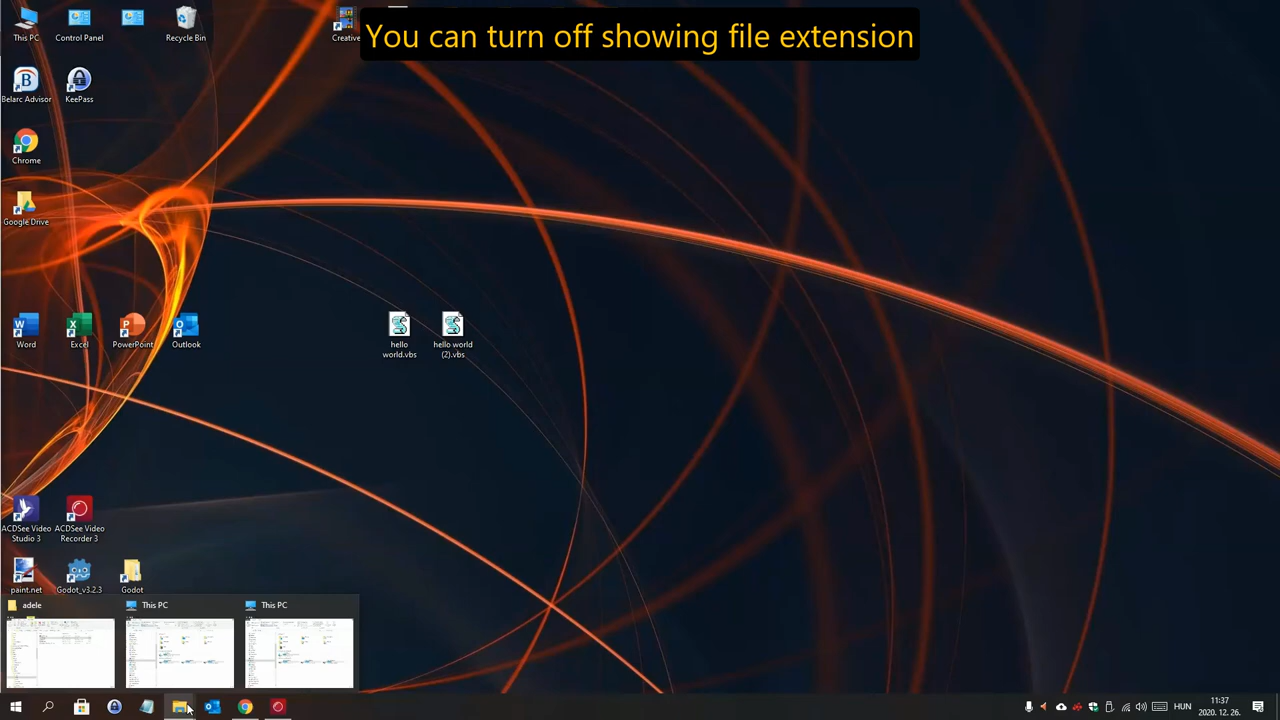 You can turn off showing file extension
This PC
Control Panel
Recycle Bin
Creative
Belarc Advisor
KeePass
Chrome
Google Drive
Word
Excel
PowerPoint
Outlook
hello
world.vbs
hello world
(2).vbs
ACDSee Video
Studio 3
ACDSee Video
Recorder 3
paint.net
Godot_v3.2.3
Godot
adele
This PC
This PC
HUN
11:37
2020. 12. 26.